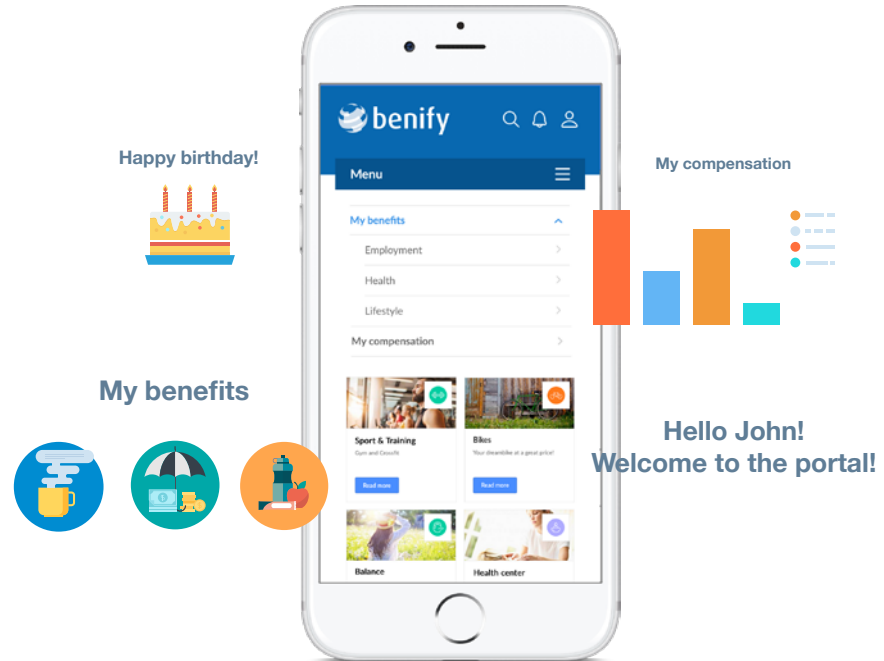 Happy birthday!
My benefits
benify
Menu
My benefits
Employment
Health
Lifestyle
My compensation
Sport & Training
Gym and Crossfit
Read more
Bikes
Your dreambike at a great price!
Read more
Balance
Health center
My compensation
Hello John!
Welcome to the portal!